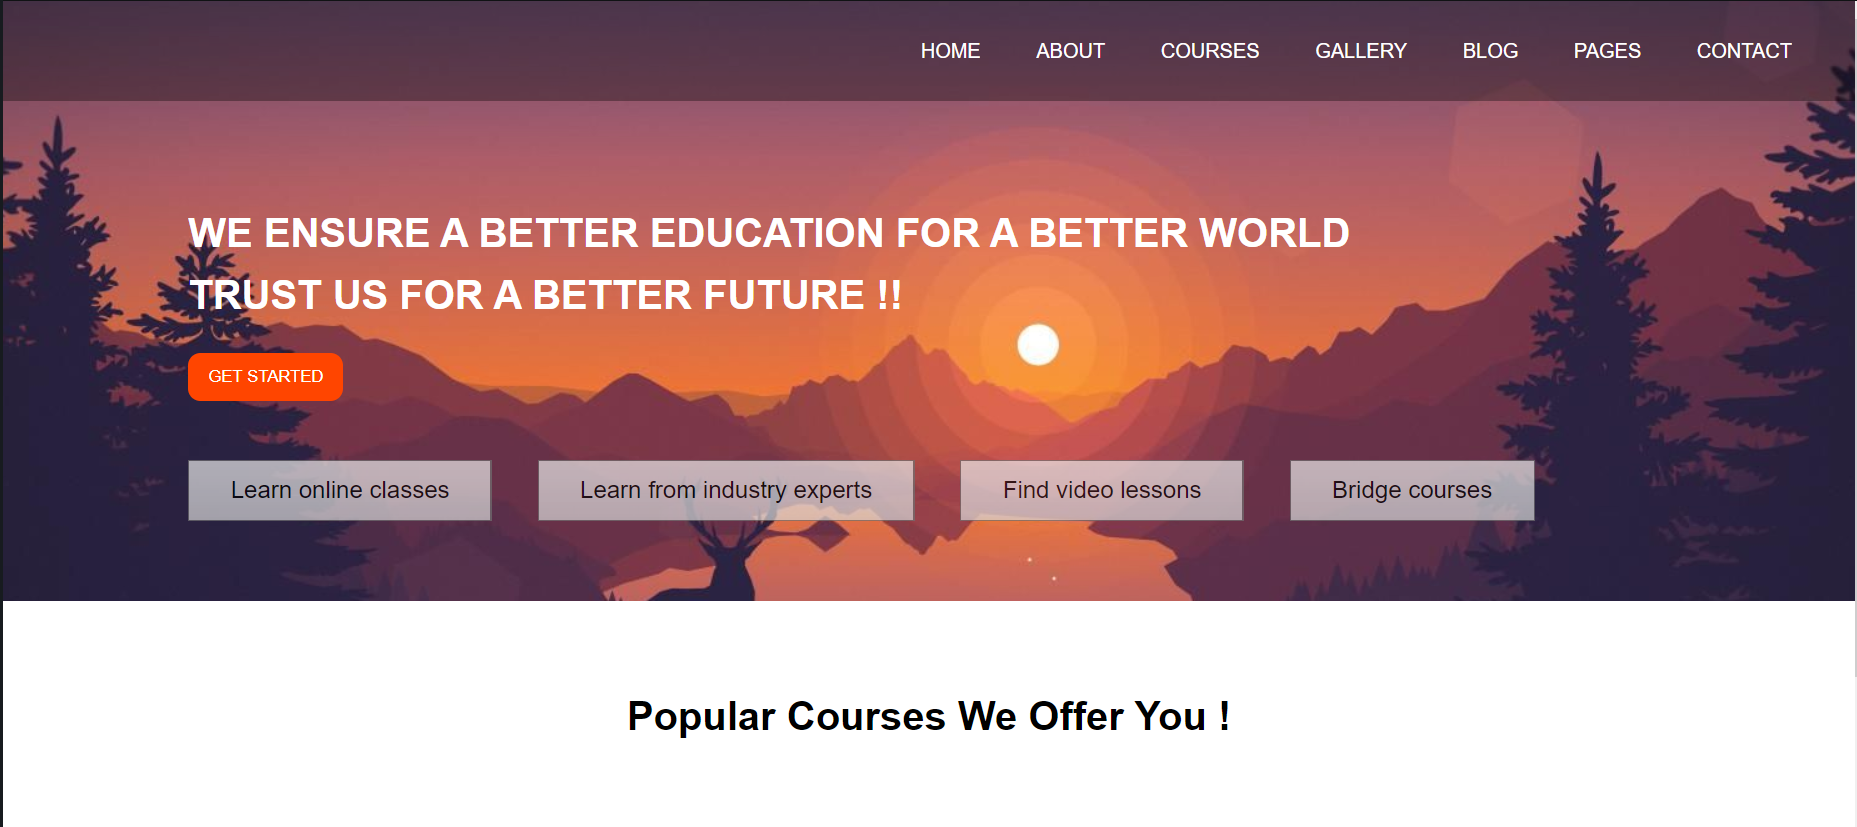 HOME ABOUT COURSES GALLERY BLOG PAGES CONTACT
WE ENSURE A BETTER EDUCATION FOR A BETTER WORLD
TRUST US FOR A BETTER FUTURE !!
GET STARTED
Learn online classes Learn from industry experts Find video lessons Bridge courses
Popular Courses We Offer You !